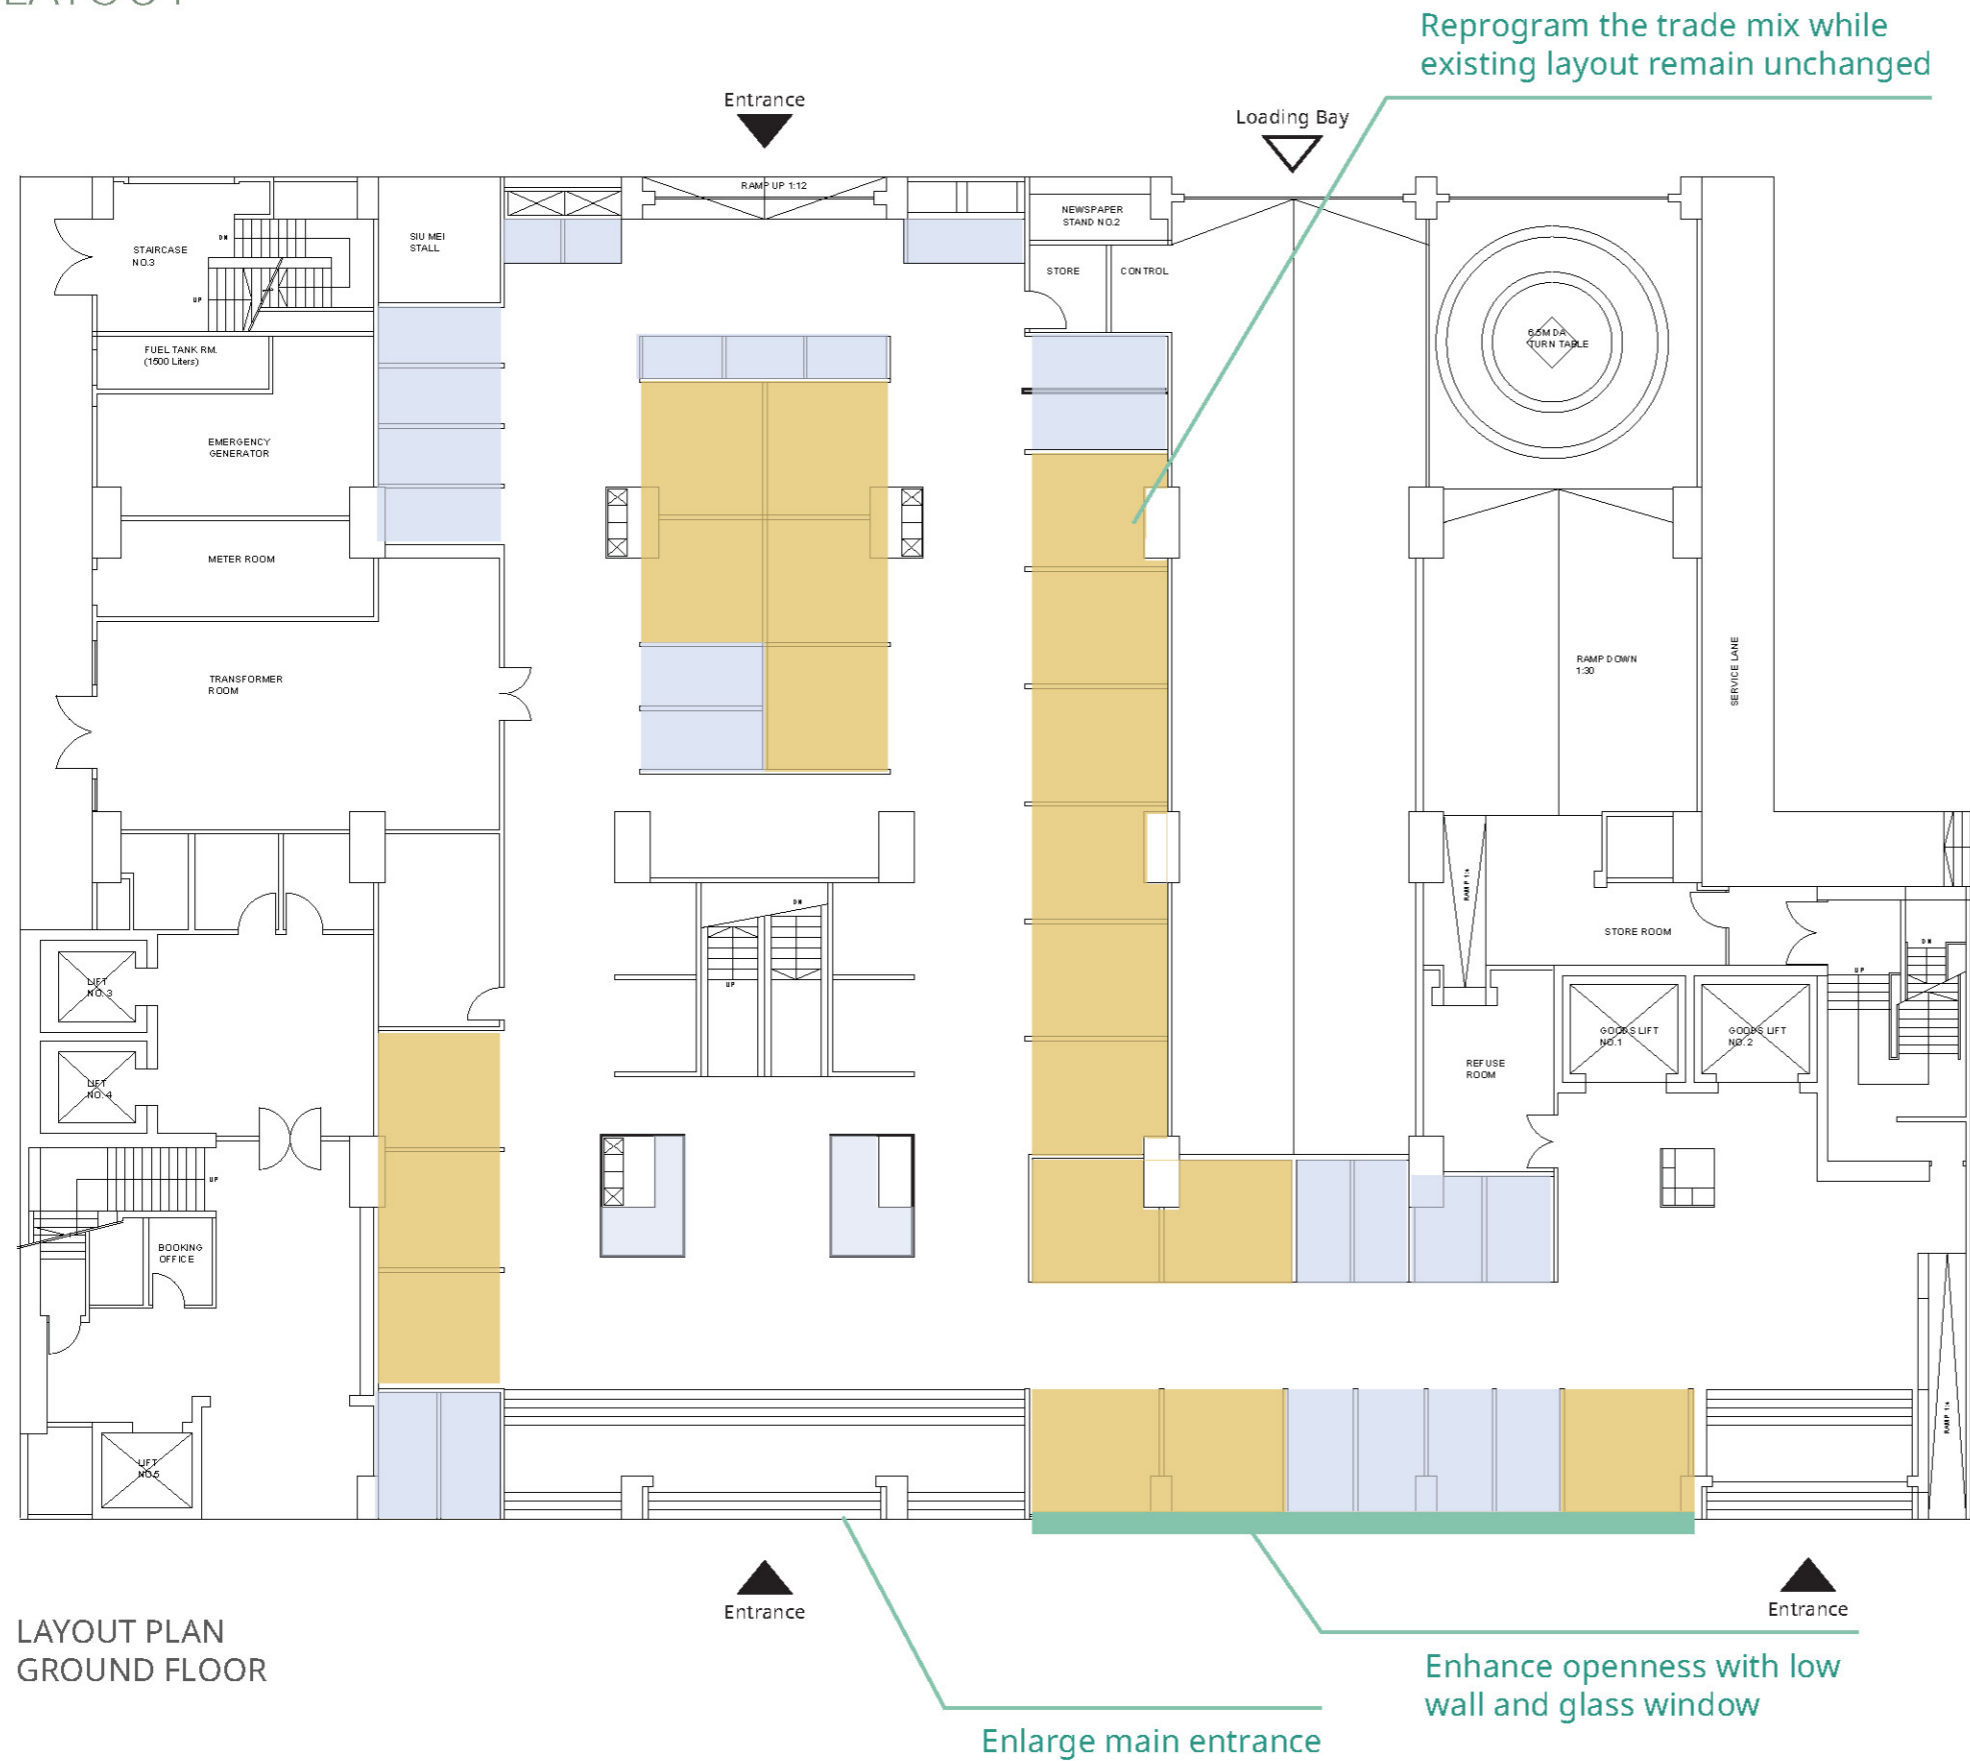 LAYOUT
Reprogram the trade mix while
existing layout remain unchanged
Entrance
Loading Bay
RAMP UP 1:12
NEWSPAPER
STAND NO.2
SIU MEI
STALL
STAIRCASE
NO.3
DN
UP
STORE
CONTROL
6.5M DA
TURN TABLE
FUEL TANK RM.
(1500 Liters)
EMERGENCY
GENERATOR
METER ROOM
TRANSFORMER
ROOM
RAMP DOWN
1:30
SERVICE LANE
DN
UP
STORE ROOM
DN
UP
LIFT
NO. 3
GOODS LIFT
NO.1
GOODS LIFT
NO. 2
REFUSE
ROOM
LIFT
NO. 4
UP
BOOKING
OFFICE
LIFT
NO.5
Entrance
Entrance
LAYOUT PLAN
GROUND FLOOR
Enhance openness with low
wall and glass window
Enlarge main entrance